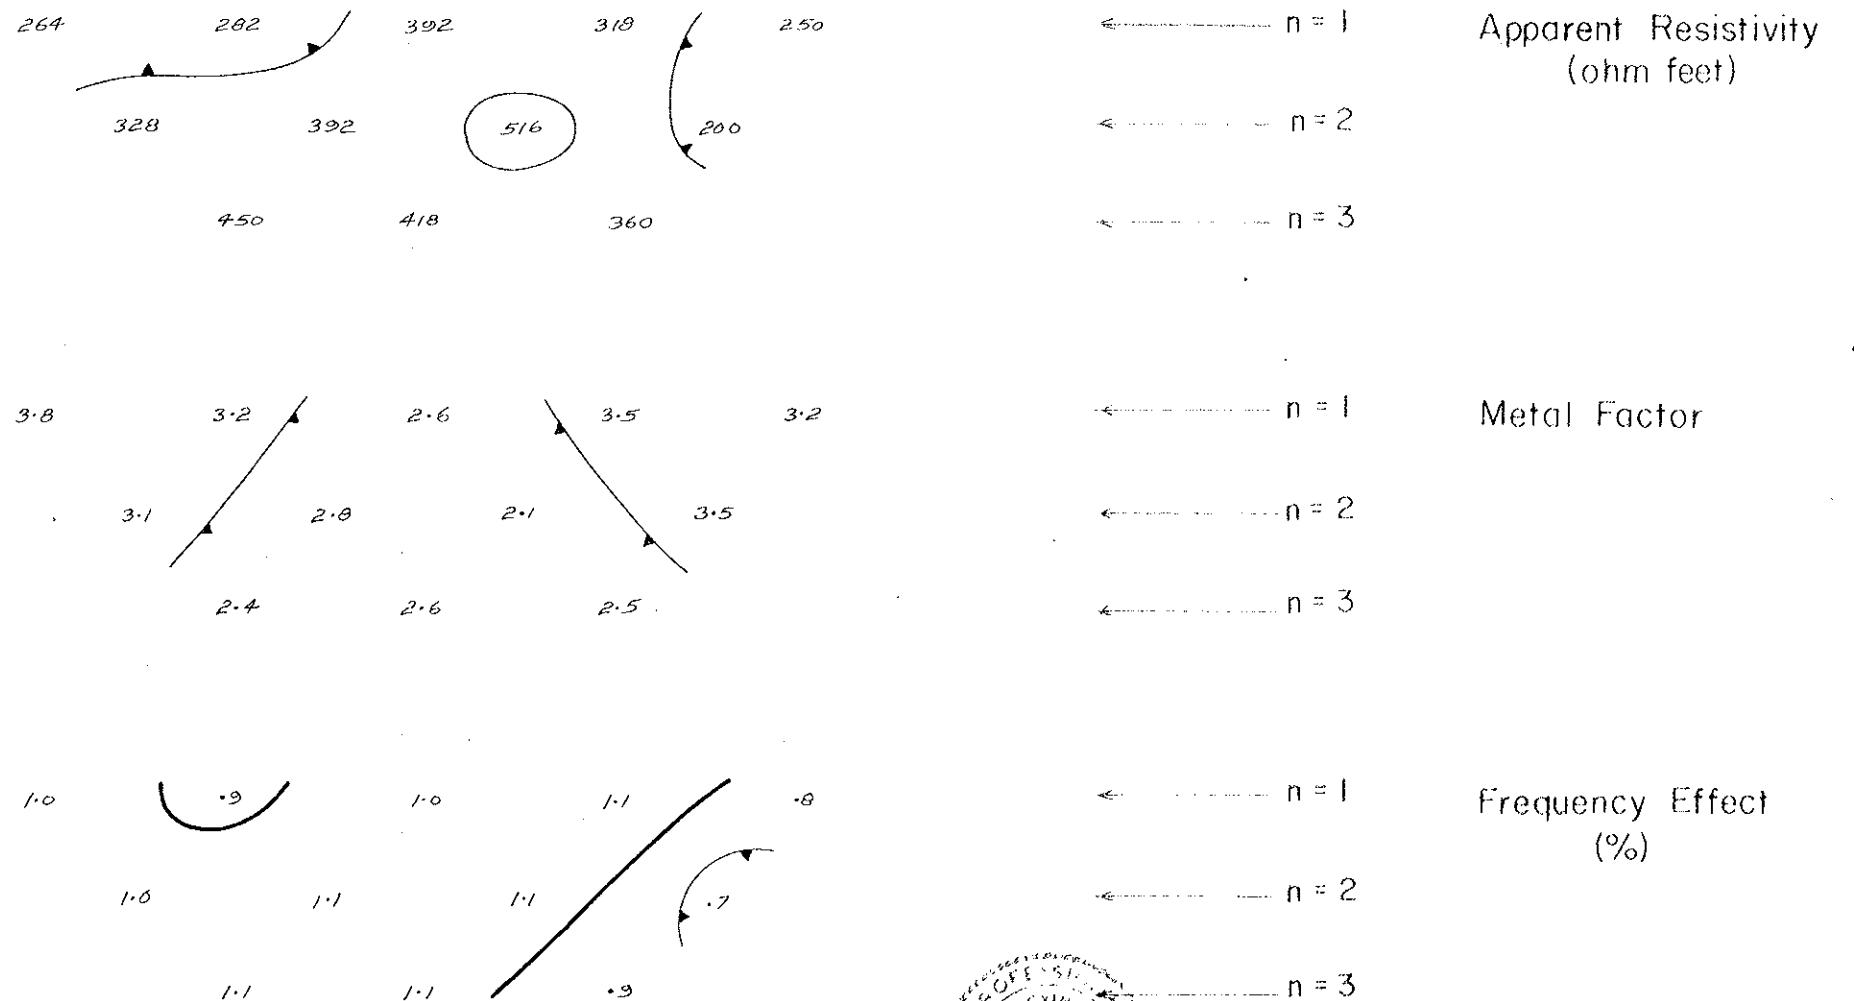 264 282 392 318 250 n = 1 Apparent Resistivity
(ohm feet)
328 392 516 200 n = 2
450 418 360 n = 3
3.8 3.2 2.6 3.5 3.2 n = 1 Metal Factor
3.1 2.8 2.1 3.5 n = 2
2.4 2.6 2.5 n = 3
1.0 .9 1.0 1.1 .8 n = 1 Frequency Effect
(%)
1.0 1.1 1.1 .7 n = 2
1.1 1.1 .9 n = 3